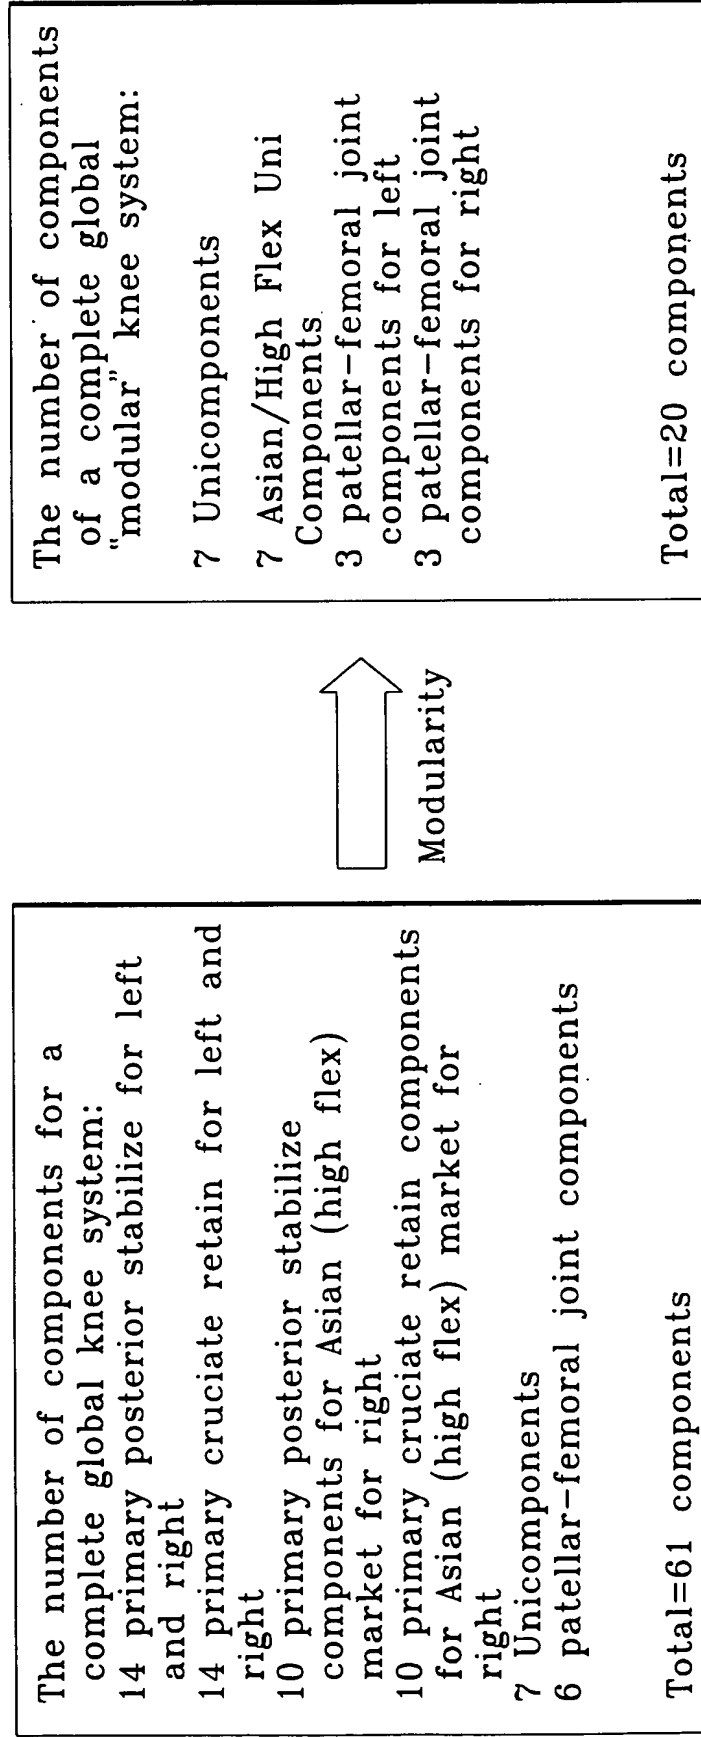 The number of components for a
complete global knee system:
14 primary posterior stabilize for left
and right
14 primary cruciate retain for left and
right
10 primary posterior stabilize
components for Asian (high flex)
market for right
10 primary cruciate retain components
for Asian (high flex) market for
right
7 Unicomponents
6 patellar-femoral joint components
Total=61 components
Modularity
The number of components
of a complete global
"modular" knee system:
7 Unicomponents
7 Asian/High Flex Uni
Components
3 patellar-femoral joint
components for left
3 patellar-femoral joint
components for right
Total=20 components